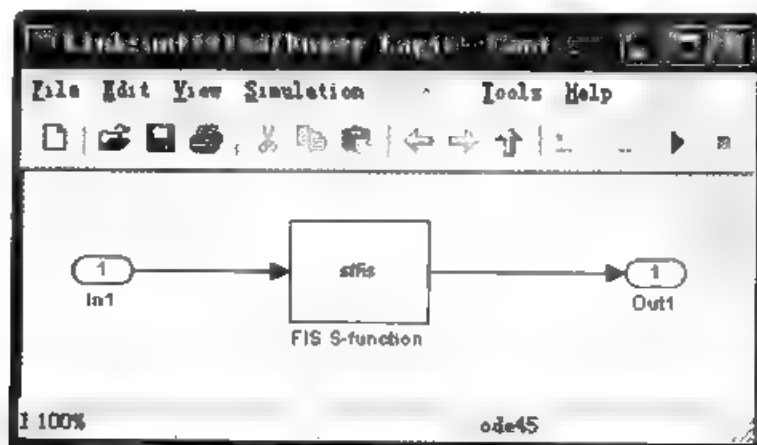 File Edit View Simulation Tools Help
1
In1
sffis
FIS S-function
1
Out1
100%
ode45